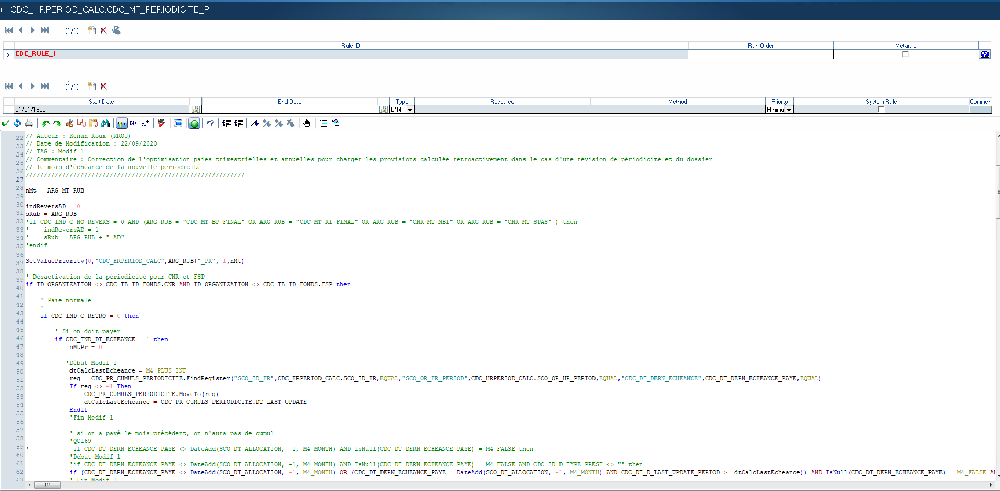 CDC_HRPERIOD_CALC.CDC_MT_PERIODICITE_P
(1/1)
Rule ID Run Order Metarule
CDC_RULE_1
(1/1)
Start Date End Date Type Resource Method Priority System Rule Commen
01/01/1800 LN4 Minimu ...
22 // Auteur : Kenan Roux (KROU)
23 // Date de Modification : 22/09/2020
24 // TAG : Modif 1
25 // Commentaire : Correction de l'optimisation paies trimestrielles et annuelles pour charger les provisions calculée retroactivement dans le cas d'une révision de périodicité et du dossier
26 // le mois d'échéance de la nouvelle periodicité
27 ////////////////////////////////////////////////////////////
28 nMt = ARG_MT_RUB
29
30 indReversAD = 0
31 sRub = ARG_RUB
32 'if CDC_IND_C_NO_REVERS = 0 AND (ARG_RUB = "CDC_MT_BP_FINAL" OR ARG_RUB = "CDC_MT_RI_FINAL" OR ARG_RUB = "CNR_MT_NBI" OR ARG_RUB = "CNR_MT_SPAS" ) then
33 '    indReversAD = 1
34 '    sRub = ARG_RUB + "_AD"
35 'endif
36
37 SetValuePriority(0,"CDC_HRPERIOD_CALC",ARG_RUB+"_PR",-1,nMt)
38
39 ' Désactivation de la périodicité pour CNR et FSP
40 if ID_ORGANIZATION <> CDC_TB_ID_FONDS.CNR AND ID_ORGANIZATION <> CDC_TB_ID_FONDS.FSP then
41
42 ' Paie normale
43 ' ------------
if CDC_IND_C_RETRO = 0 then
44
45 ' Si on doit payer
46 if CDC_IND_DT_ECHEANCE = 1 then
47 nMtPr = 0
48
49 'Début Modif 1
50 dtCalcLastEcheance = M4_PLUS_INF
51 reg = CDC_PR_CUMULS_PERIODICITE.FindRegister("SCO_ID_HR",CDC_HRPERIOD_CALC.SCO_ID_HR,EQUAL,"SCO_OR_HR_PERIOD",CDC_HRPERIOD_CALC.SCO_OR_HR_PERIOD,EQUAL,"CDC_DT_DERN_ECHEANCE",CDC_DT_DERN_ECHEANCE_PAYE,EQUAL)
52 If reg <> -1 Then
53 CDC_PR_CUMULS_PERIODICITE.MoveTo(reg)
54 dtCalcLastEcheance = CDC_PR_CUMULS_PERIODICITE.DT_LAST_UPDATE
55 EndIf
56 'Fin Modif 1
57
58 ' si on a payé le mois précédent, on n'aura pas de cumul
'QC169
59 ' if CDC_DT_DERN_ECHEANCE_PAYE <> DateAdd(SCO_DT_ALLOCATION, -1, M4_MONTH) AND IsNull(CDC_DT_DERN_ECHEANCE_PAYE) = M4_FALSE then
60 'Début Modif 1
61 'if CDC_DT_DERN_ECHEANCE_PAYE <> DateAdd(SCO_DT_ALLOCATION, -1, M4_MONTH) AND IsNull(CDC_DT_DERN_ECHEANCE_PAYE) = M4_FALSE AND CDC_ID_D_TYPE_PREST <> "" then
62 if (CDC_DT_DERN_ECHEANCE_PAYE <> DateAdd(SCO_DT_ALLOCATION, -1, M4_MONTH) OR (CDC_DT_DERN_ECHEANCE_PAYE = DateAdd(SCO_DT_ALLOCATION, -1, M4_MONTH) AND CDC_DT_D_LAST_UPDATE_PERIOD >= dtCalcLastEcheance)) AND IsNull(CDC_DT_DERN_ECHEANCE_PAYE) = M4_FALSE
63 ' Fin Modif 1